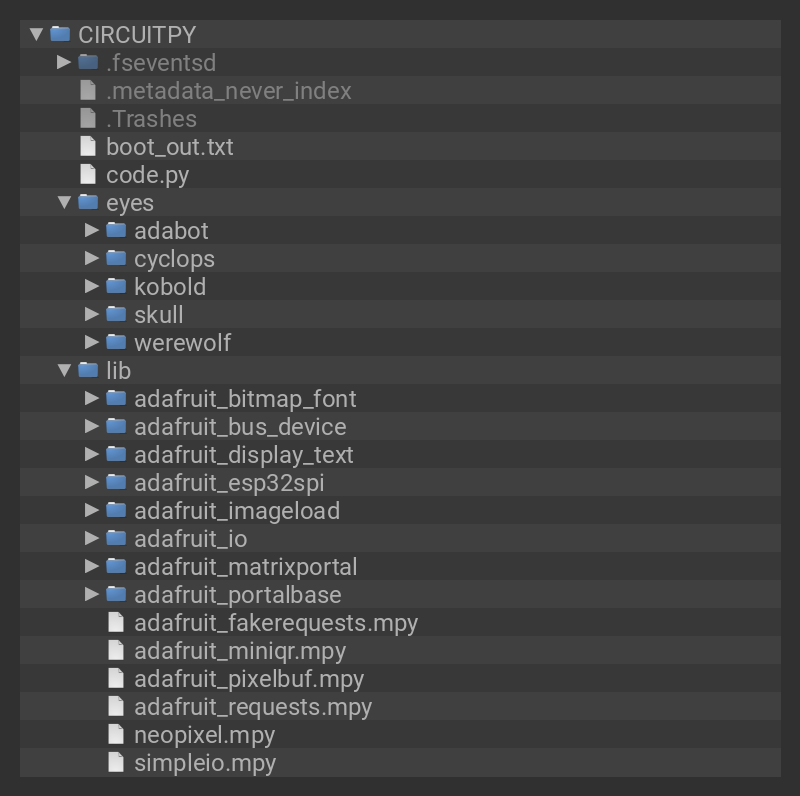 CIRCUITPY
.fseventsd
.metadata_never_index
.Trashes
boot_out.txt
code.py
eyes
adabot
cyclops
kobold
skull
werewolf
lib
adafruit_bitmap_font
adafruit_bus_device
adafruit_display_text
adafruit_esp32spi
adafruit_imageload
adafruit_io
adafruit_matrixportal
adafruit_portalbase
adafruit_fakerequests.mpy
adafruit_miniqr.mpy
adafruit_pixelbuf.mpy
adafruit_requests.mpy
neopixel.mpy
simpleio.mpy